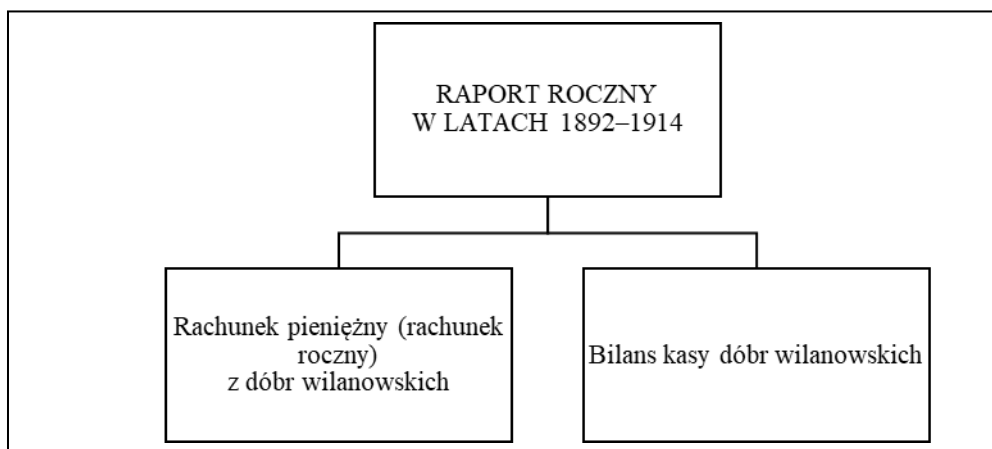 RAPORT ROCZNY
W LATACH 1892–1914
Rachunek pieniężny (rachunek
roczny)
z dóbr wilanowskich
Bilans kasy dóbr wilanowskich